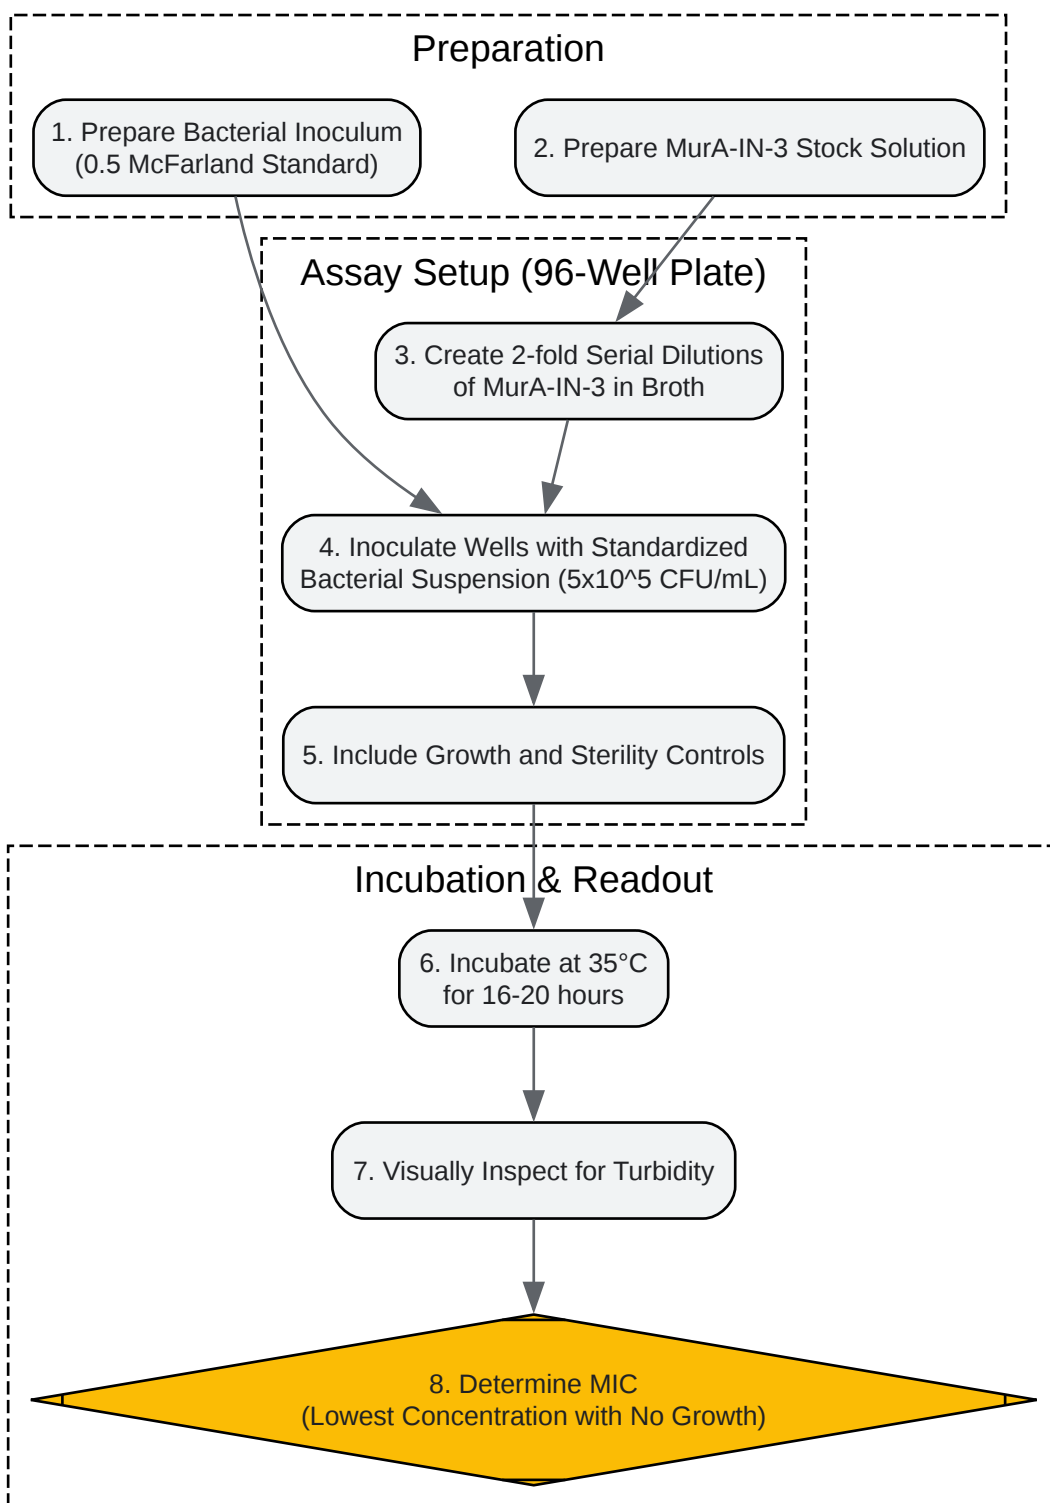 Preparation
1. Prepare Bacterial Inoculum
(0.5 McFarland Standard)
2. Prepare MurA-IN-3 Stock Solution
Assay Setup (96-Well Plate)
3. Create 2-fold Serial Dilutions
of MurA-IN-3 in Broth
4. Inoculate Wells with Standardized
Bacterial Suspension (5x10^5 CFU/mL)
5. Include Growth and Sterility Controls
Incubation & Readout
6. Incubate at 35°C
for 16-20 hours
7. Visually Inspect for Turbidity
8. Determine MIC
(Lowest Concentration with No Growth)